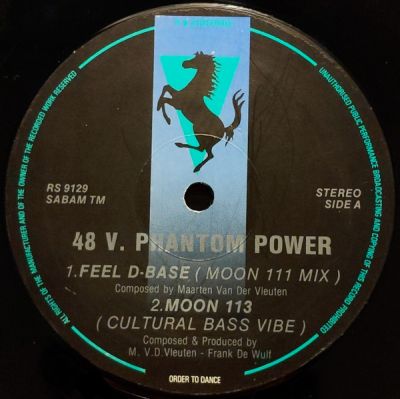 R & S RECORDS
ALL RIGHTS OF THE MANUFACTURER AND OF THE OWNER OF THE RECORDED WORK RESERVED
UNAUTHORISED PUBLIC PERFORMANCE BROADCASTING AND COPYING OF THIS RECORD PROHIBITED
RS 9129
SABAM TM
STEREO
SIDE A
48 V. PHANTOM POWER
1.FEEL D-BASE ( MOON 111 MIX )
Composed by Maarten Van Der Vleuten
2.MOON 113
( CULTURAL BASS VIBE )
Composed & Produced by
M. V.D.Vleuten - Frank De Wulf
ORDER TO DANCE